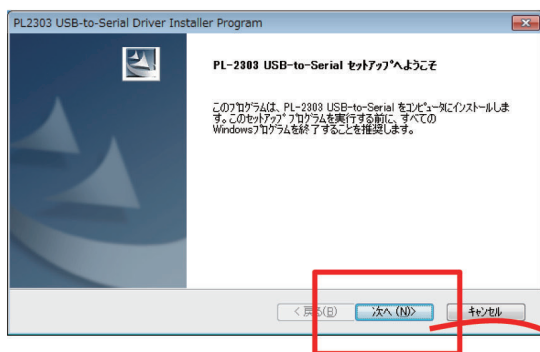 PL2303 USB-to-Serial Driver Installer Program
PL-2303 USB-to-Serial セットアップへようこそ
このプログラムは、PL-2303 USB-to-Serial をコンピュータにインストールしま
す。このセットアップ プログラムを実行する前に、すべての
Windowsプログラムを終了することを推奨します。
< 戻る(B) 次へ (N)> キャンセル